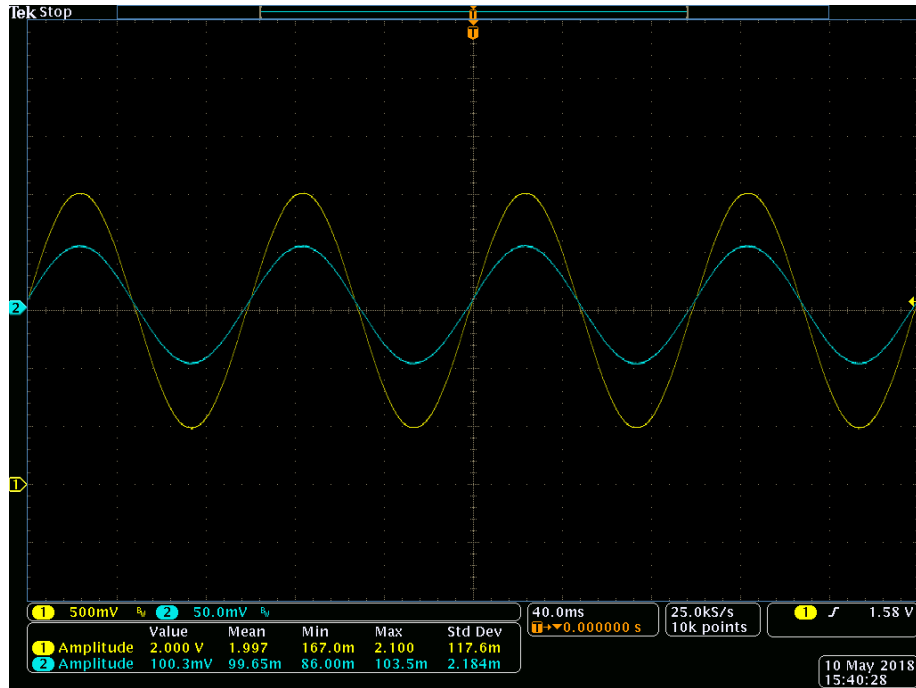 Tek Stop
T
T
2
1
1 500mV BW 2 50.0mV BW
40.0ms
T→▼0.000000 s
25.0kS/s
10k points
1 1.58 V
Value Mean Min Max Std Dev
1 Amplitude 2.000 V 1.997 167.0m 2.100 117.6m
2 Amplitude 100.3mV 99.65m 86.00m 103.5m 2.184m
10 May 2018
15:40:28